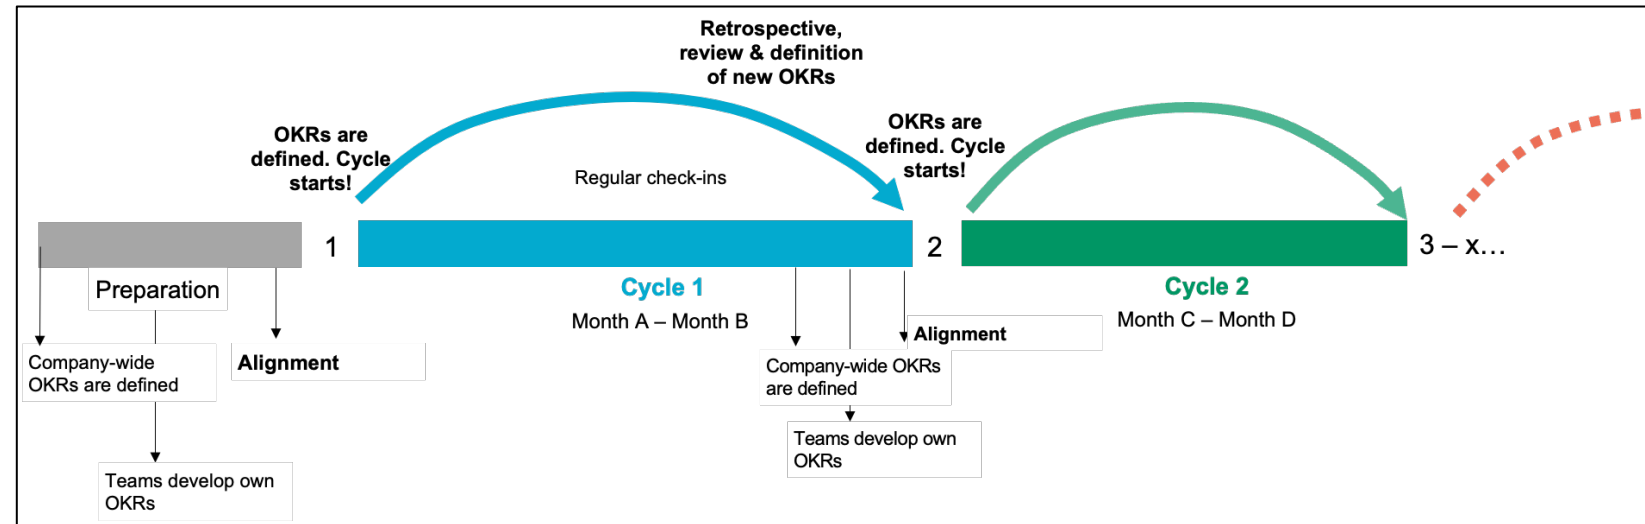 Retrospective,
review & definition
of new OKRs
OKRs are
defined. Cycle
starts!
OKRs are
defined. Cycle
starts!
Regular check-ins
1
2
3 – x…
Preparation
Cycle 1
Month A – Month B
Cycle 2
Month C – Month D
Company-wide
OKRs are defined
Alignment
Teams develop own
OKRs
Alignment
Company-wide OKRs
are defined
Teams develop own
OKRs